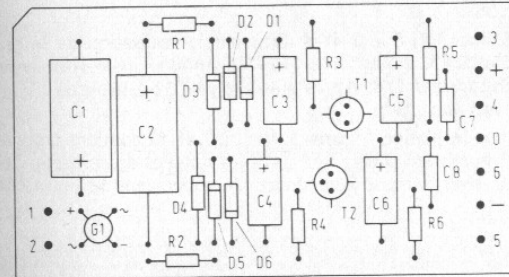 D2 D1
R1
3
R3
R5
+
T1
D3
+
C3
+
C5
C1
+
C2
C7
4
+
0
+
C4
+
C6
C8
6
D4
T2
1 + ~
G1
R4
R6
−
2 ~ −
R2
D5 D6
5